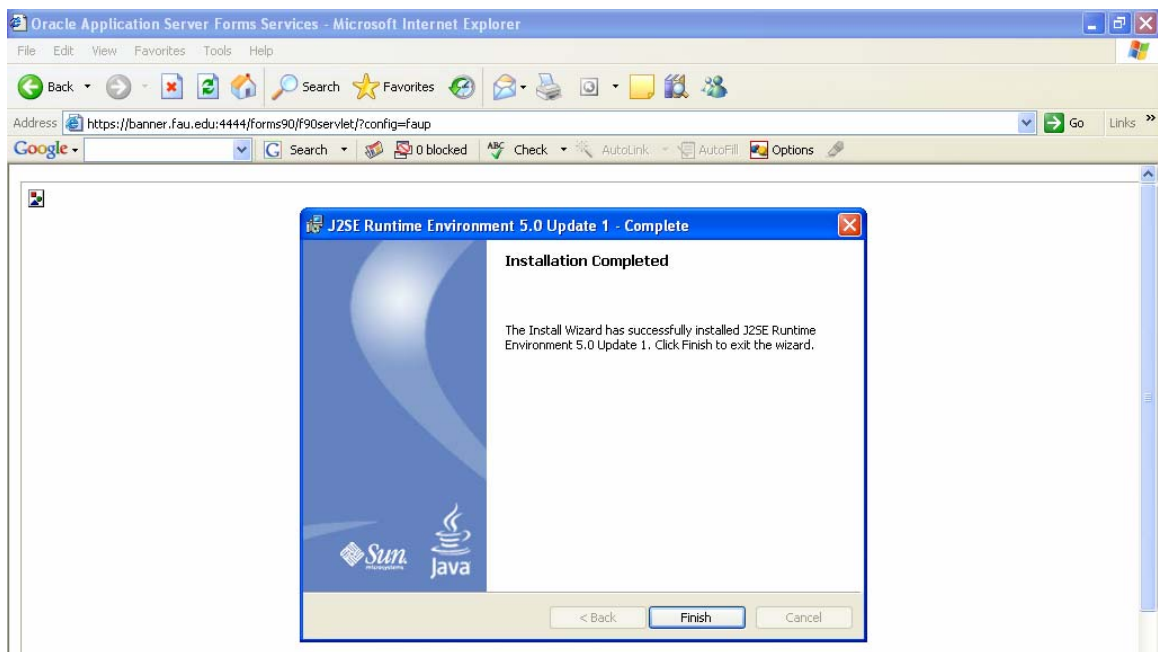 Oracle Application Server Forms Services - Microsoft Internet Explorer
File Edit View Favorites Tools Help
Back Search Favorites
Address https://banner.fau.edu:4444/forms90/f90servlet/?config=faup Go Links »
Google Search 0 blocked ABC Check AutoLink AutoFill Options
J2SE Runtime Environment 5.0 Update 1 - Complete
Installation Completed
The Install Wizard has successfully installed J2SE Runtime
Environment 5.0 Update 1. Click Finish to exit the wizard.
Sun microsystems Java
< Back Finish Cancel